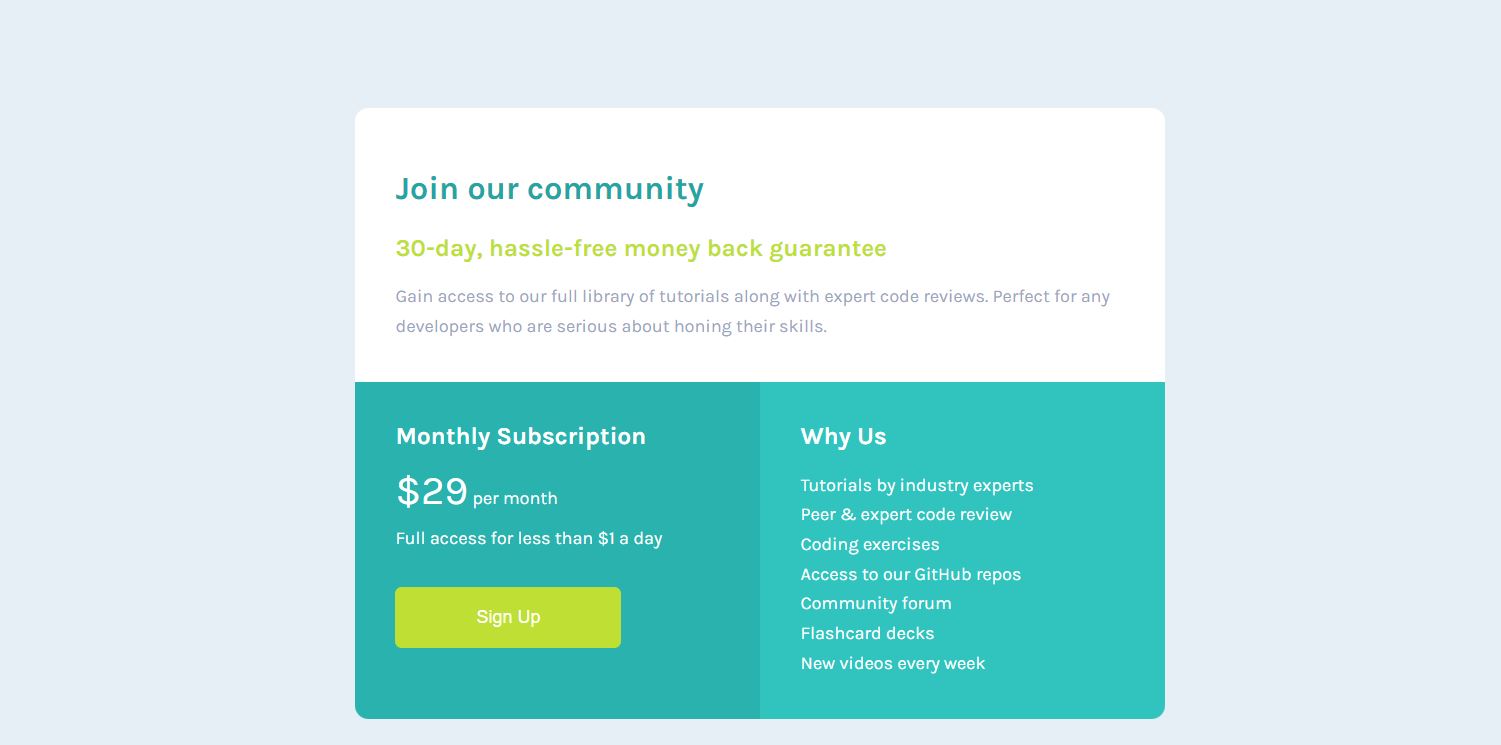 Join our community
30-day, hassle-free money back guarantee
Gain access to our full library of tutorials along with expert code reviews. Perfect for any
developers who are serious about honing their skills.
Monthly Subscription
$29 per month
Full access for less than $1 a day
Sign Up
Why Us
Tutorials by industry experts
Peer & expert code review
Coding exercises
Access to our GitHub repos
Community forum
Flashcard decks
New videos every week